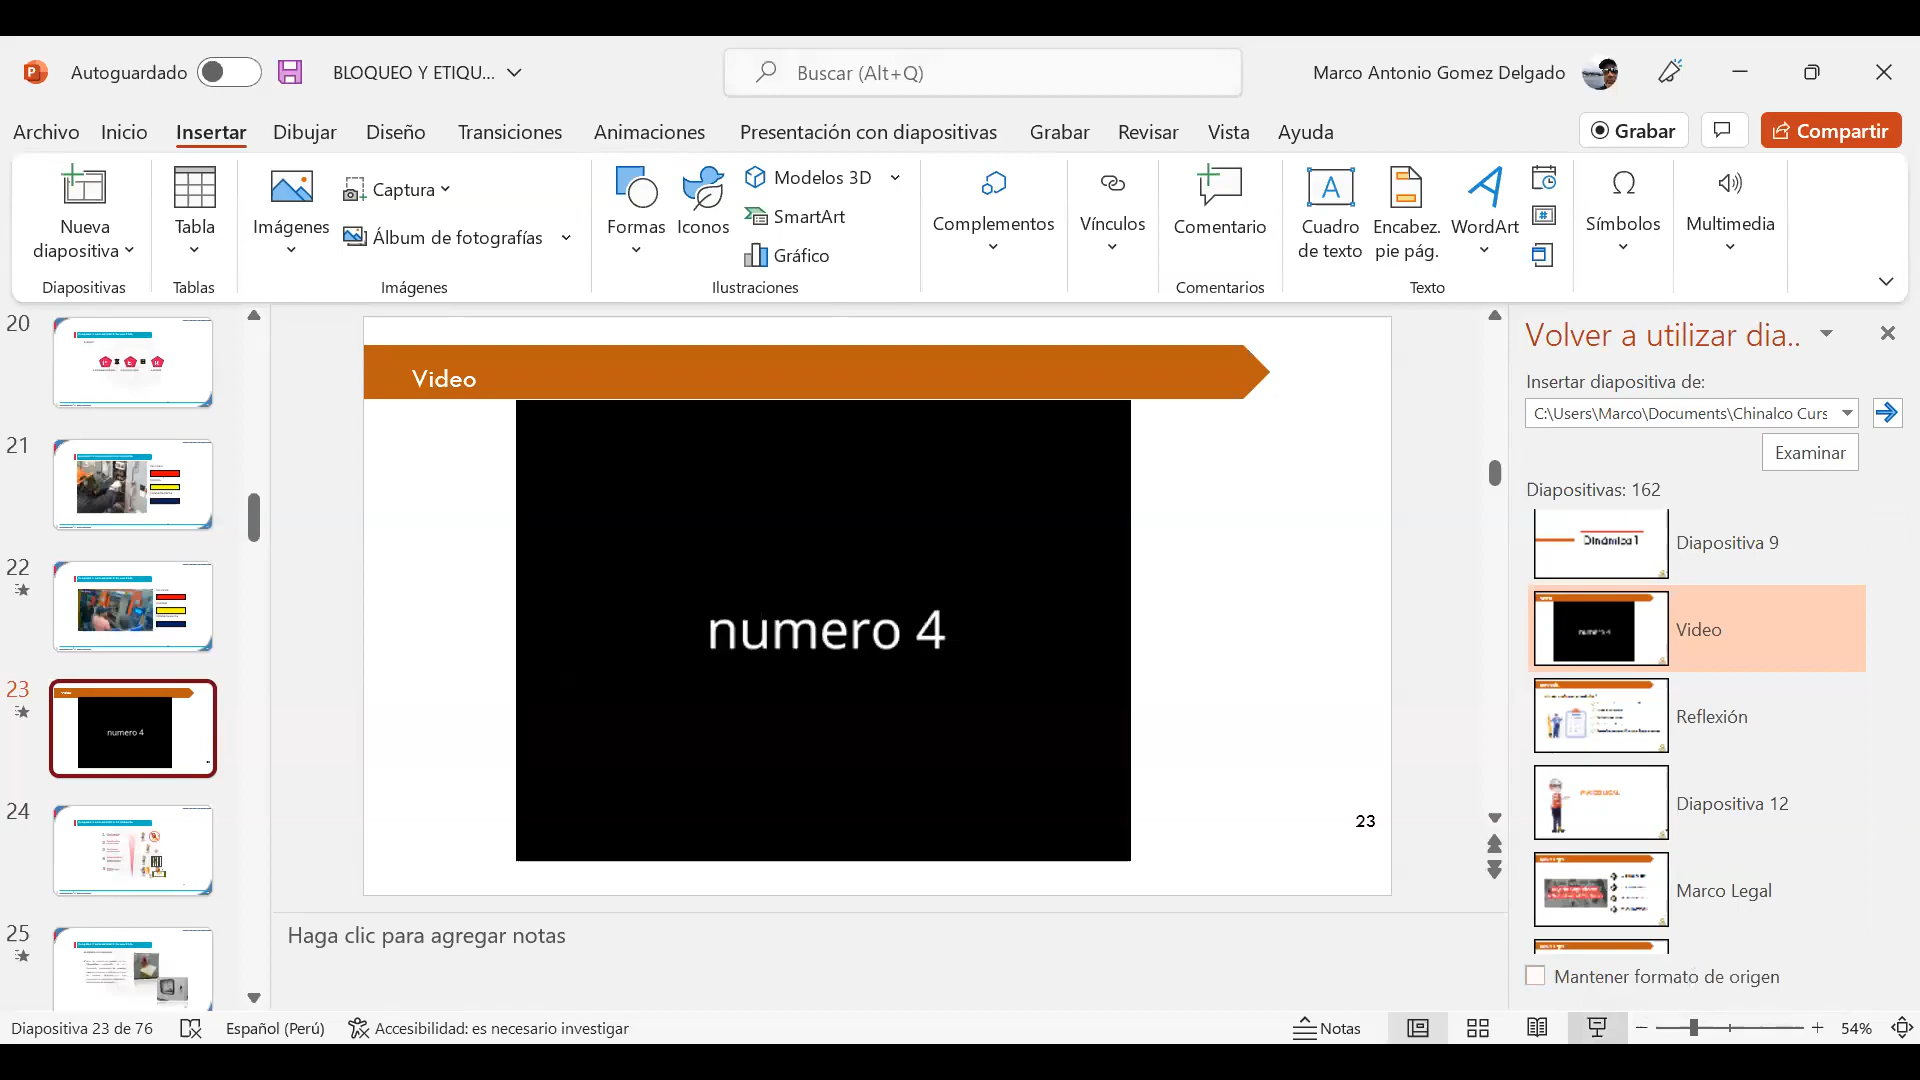 Autoguardado
BLOQUEO Y ETIQU...
Buscar (Alt+Q)
Marco Antonio Gomez Delgado
Archivo Inicio Insertar Dibujar Diseño Transiciones Animaciones Presentación con diapositivas Grabar Revisar Vista Ayuda
Grabar
Compartir
Nueva diapositiva
Diapositivas
Tabla
Tablas
Imágenes
Captura
Álbum de fotografías
Imágenes
Formas
Iconos
Modelos 3D
SmartArt
Gráfico
Ilustraciones
Complementos
Vínculos
Comentario
Comentarios
Cuadro de texto
Encabez. pie pág.
WordArt
Texto
Símbolos
Multimedia
20
21
22
23
numero 4
24
25
Video
numero 4
23
Haga clic para agregar notas
Volver a utilizar dia..
Insertar diapositiva de:
C:\Users\Marco\Documents\Chinalco Curs
Examinar
Diapositivas: 162
Dinámica 1
Diapositiva 9
numero 4
Video
Reflexión
MARCO LEGAL
Diapositiva 12
Marco Legal
Mantener formato de origen
Diapositiva 23 de 76
Español (Perú)
Accesibilidad: es necesario investigar
Notas
54%